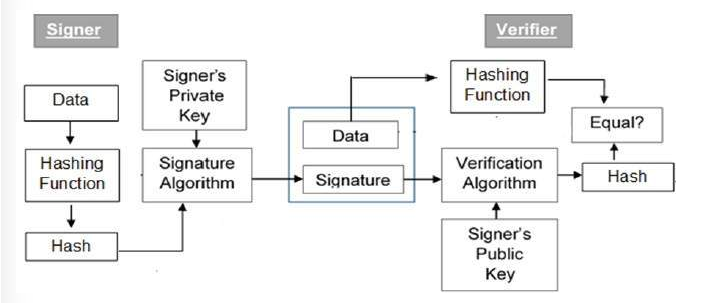 Signer
Verifier
Data
Hashing
Function
Hash
Signer's
Private
Key
Signature
Algorithm
Data
Signature
Hashing
Function
Verification
Algorithm
Signer's
Public
Key
Equal?
Hash